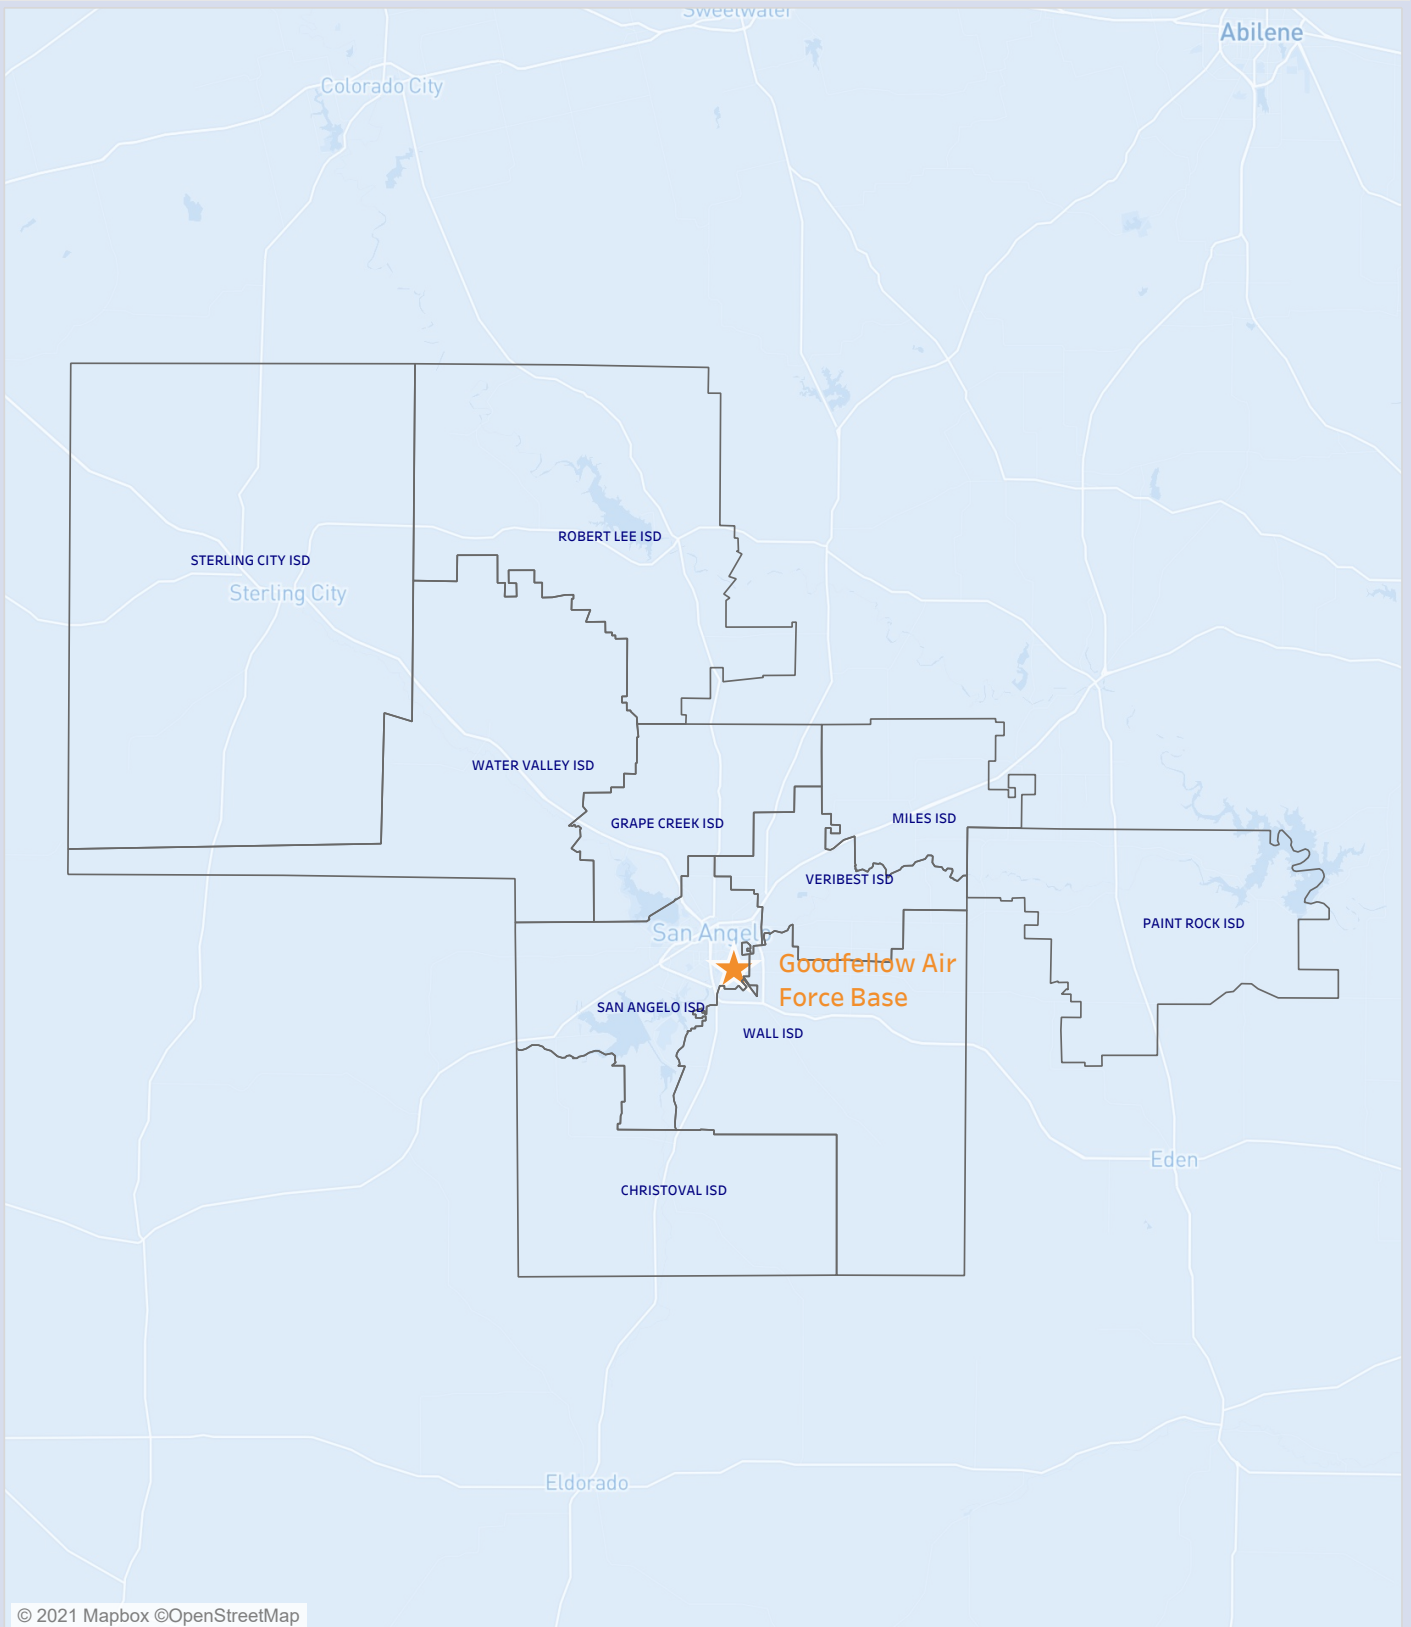 Sweetwater
Abilene
Colorado City
ROBERT LEE ISD
STERLING CITY ISD
Sterling City
WATER VALLEY ISD
GRAPE CREEK ISD
MILES ISD
VERIBEST ISD
PAINT ROCK ISD
San Angelo
Goodfellow Air
Force Base
SAN ANGELO ISD
WALL ISD
Eden
CHRISTOVAL ISD
Eldorado
© 2021 Mapbox ©OpenStreetMap